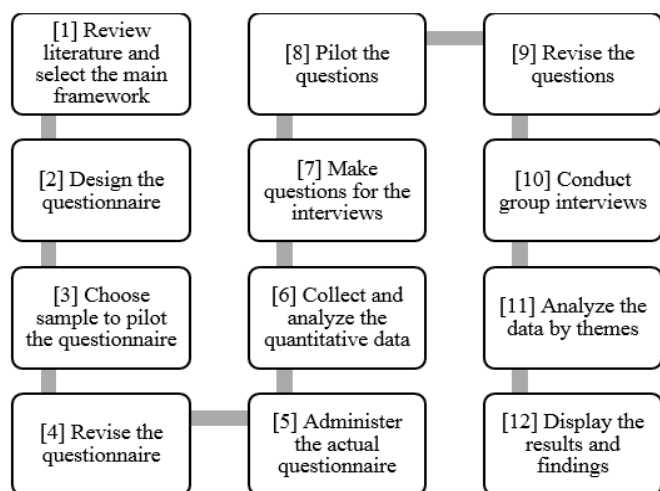 [1] Review
literature and
select the main
framework
[2] Design the
questionnaire
[3] Choose
sample to pilot
the questionnaire
[4] Revise the
questionnaire
[5] Administer
the actual
questionnaire
[6] Collect and
analyze the
quantitative data
[7] Make
questions for the
interviews
[8] Pilot the
questions
[9] Revise the
questions
[10] Conduct
group interviews
[11] Analyze the
data by themes
[12] Display the
results and
findings